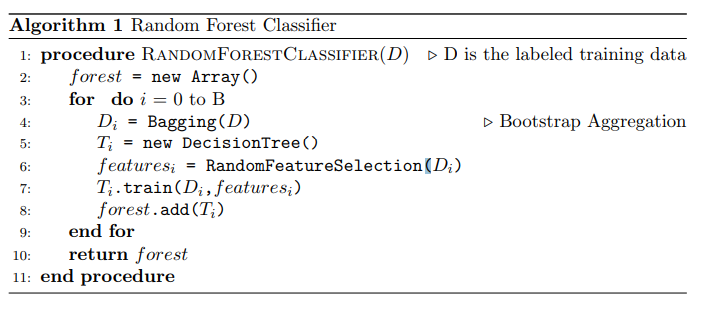 Algorithm 1 Random Forest Classifier
1: procedure RANDOMFORESTCLASSIFIER(D) ▷ D is the labeled training data
2: forest = new Array()
3: for do i = 0 to B
4: Dᵢ = Bagging(D) ▷ Bootstrap Aggregation
5: Tᵢ = new DecisionTree()
6: featuresᵢ = RandomFeatureSelection(Dᵢ)
7: Tᵢ.train(Dᵢ,featuresᵢ)
8: forest.add(Tᵢ)
9: end for
10: return forest
11: end procedure